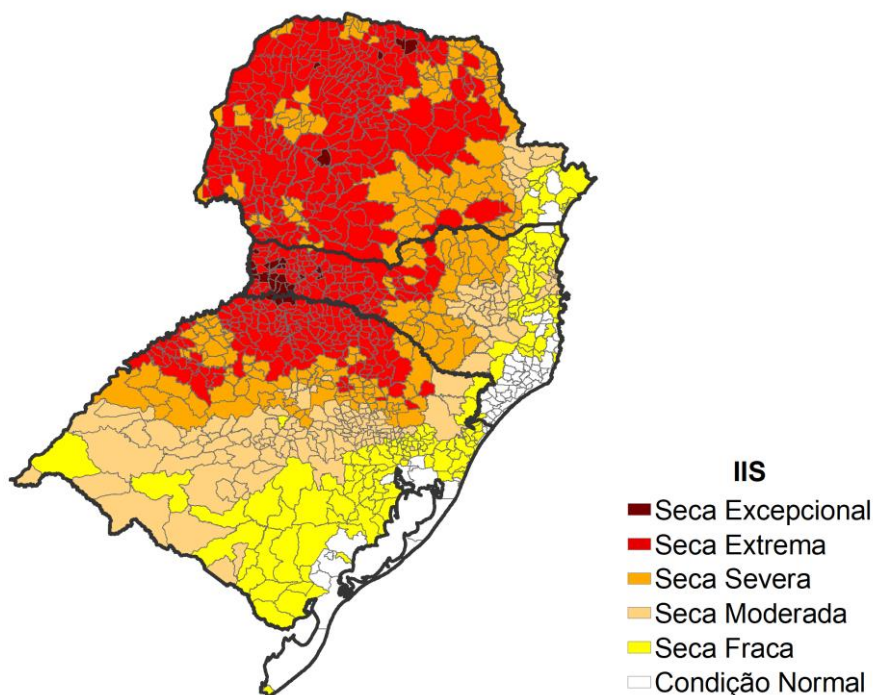 IIS
Seca Excepcional
Seca Extrema
Seca Severa
Seca Moderada
Seca Fraca
Condição Normal